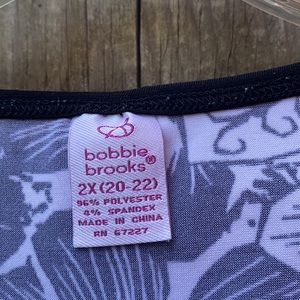 bobbie
brooks®
2X(20-22)
96% POLYESTER
4% SPANDEX
MADE IN CHINA
RN 67227